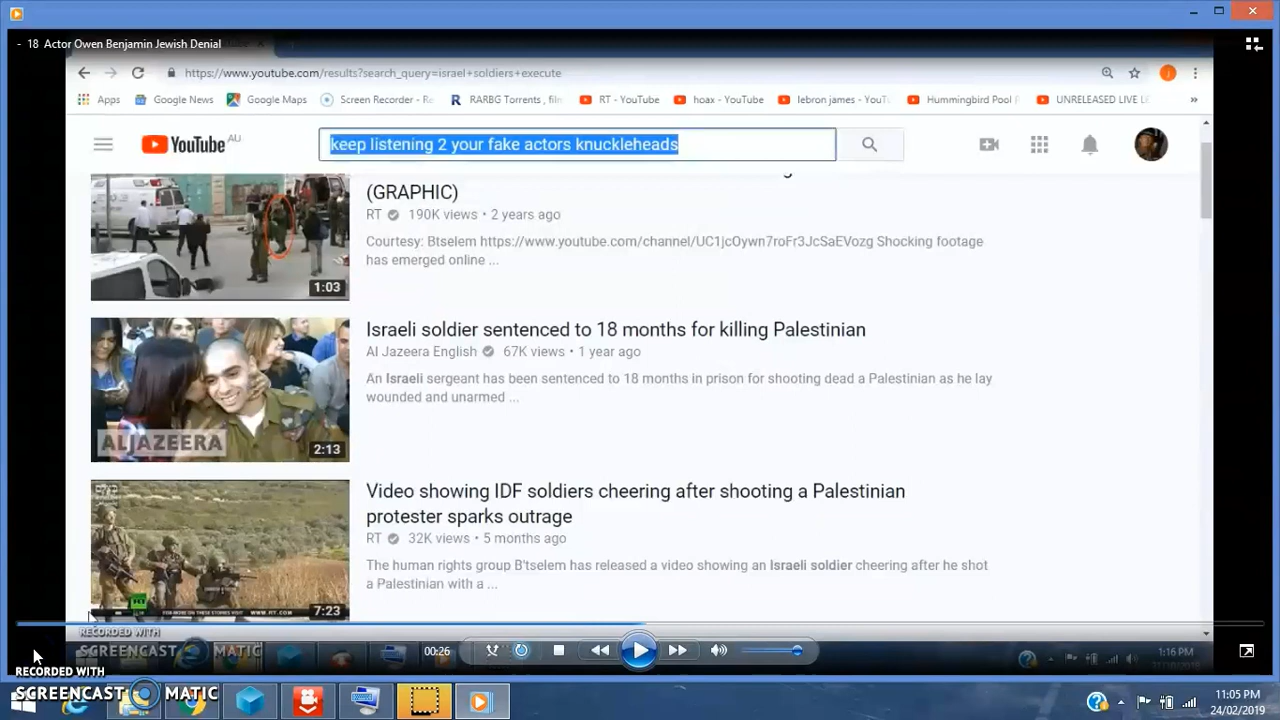 - 18 Actor Owen Benjamin Jewish Denial
https://www.youtube.com/results?search_query=israel+soldiers+execute
Apps Google News Google Maps Screen Recorder - Re RARBG Torrents , film RT - YouTube hoax - YouTube lebron james - YouTu Hummingbird Pool F UNRELEASED LIVE LE »
YouTube AU
keep listening 2 your fake actors knuckleheads
(GRAPHIC)
RT 190K views • 2 years ago
Courtesy: Btselem https://www.youtube.com/channel/UC1jcOywn7roFr3JcSaEVozg Shocking footage
has emerged online ...
1:03
Israeli soldier sentenced to 18 months for killing Palestinian
Al Jazeera English 67K views • 1 year ago
An Israeli sergeant has been sentenced to 18 months in prison for shooting dead a Palestinian as he lay
wounded and unarmed ...
ALJAZEERA
2:13
Video showing IDF soldiers cheering after shooting a Palestinian
protester sparks outrage
RT 32K views • 5 months ago
The human rights group B'tselem has released a video showing an Israeli soldier cheering after he shot
a Palestinian with a ...
RT
7:23
RECORDED WITH
SCREENCAST MATIC
00:26
1:16 PM
RECORDED WITH
SCREENCAST MATIC
11:05 PM
24/02/2019